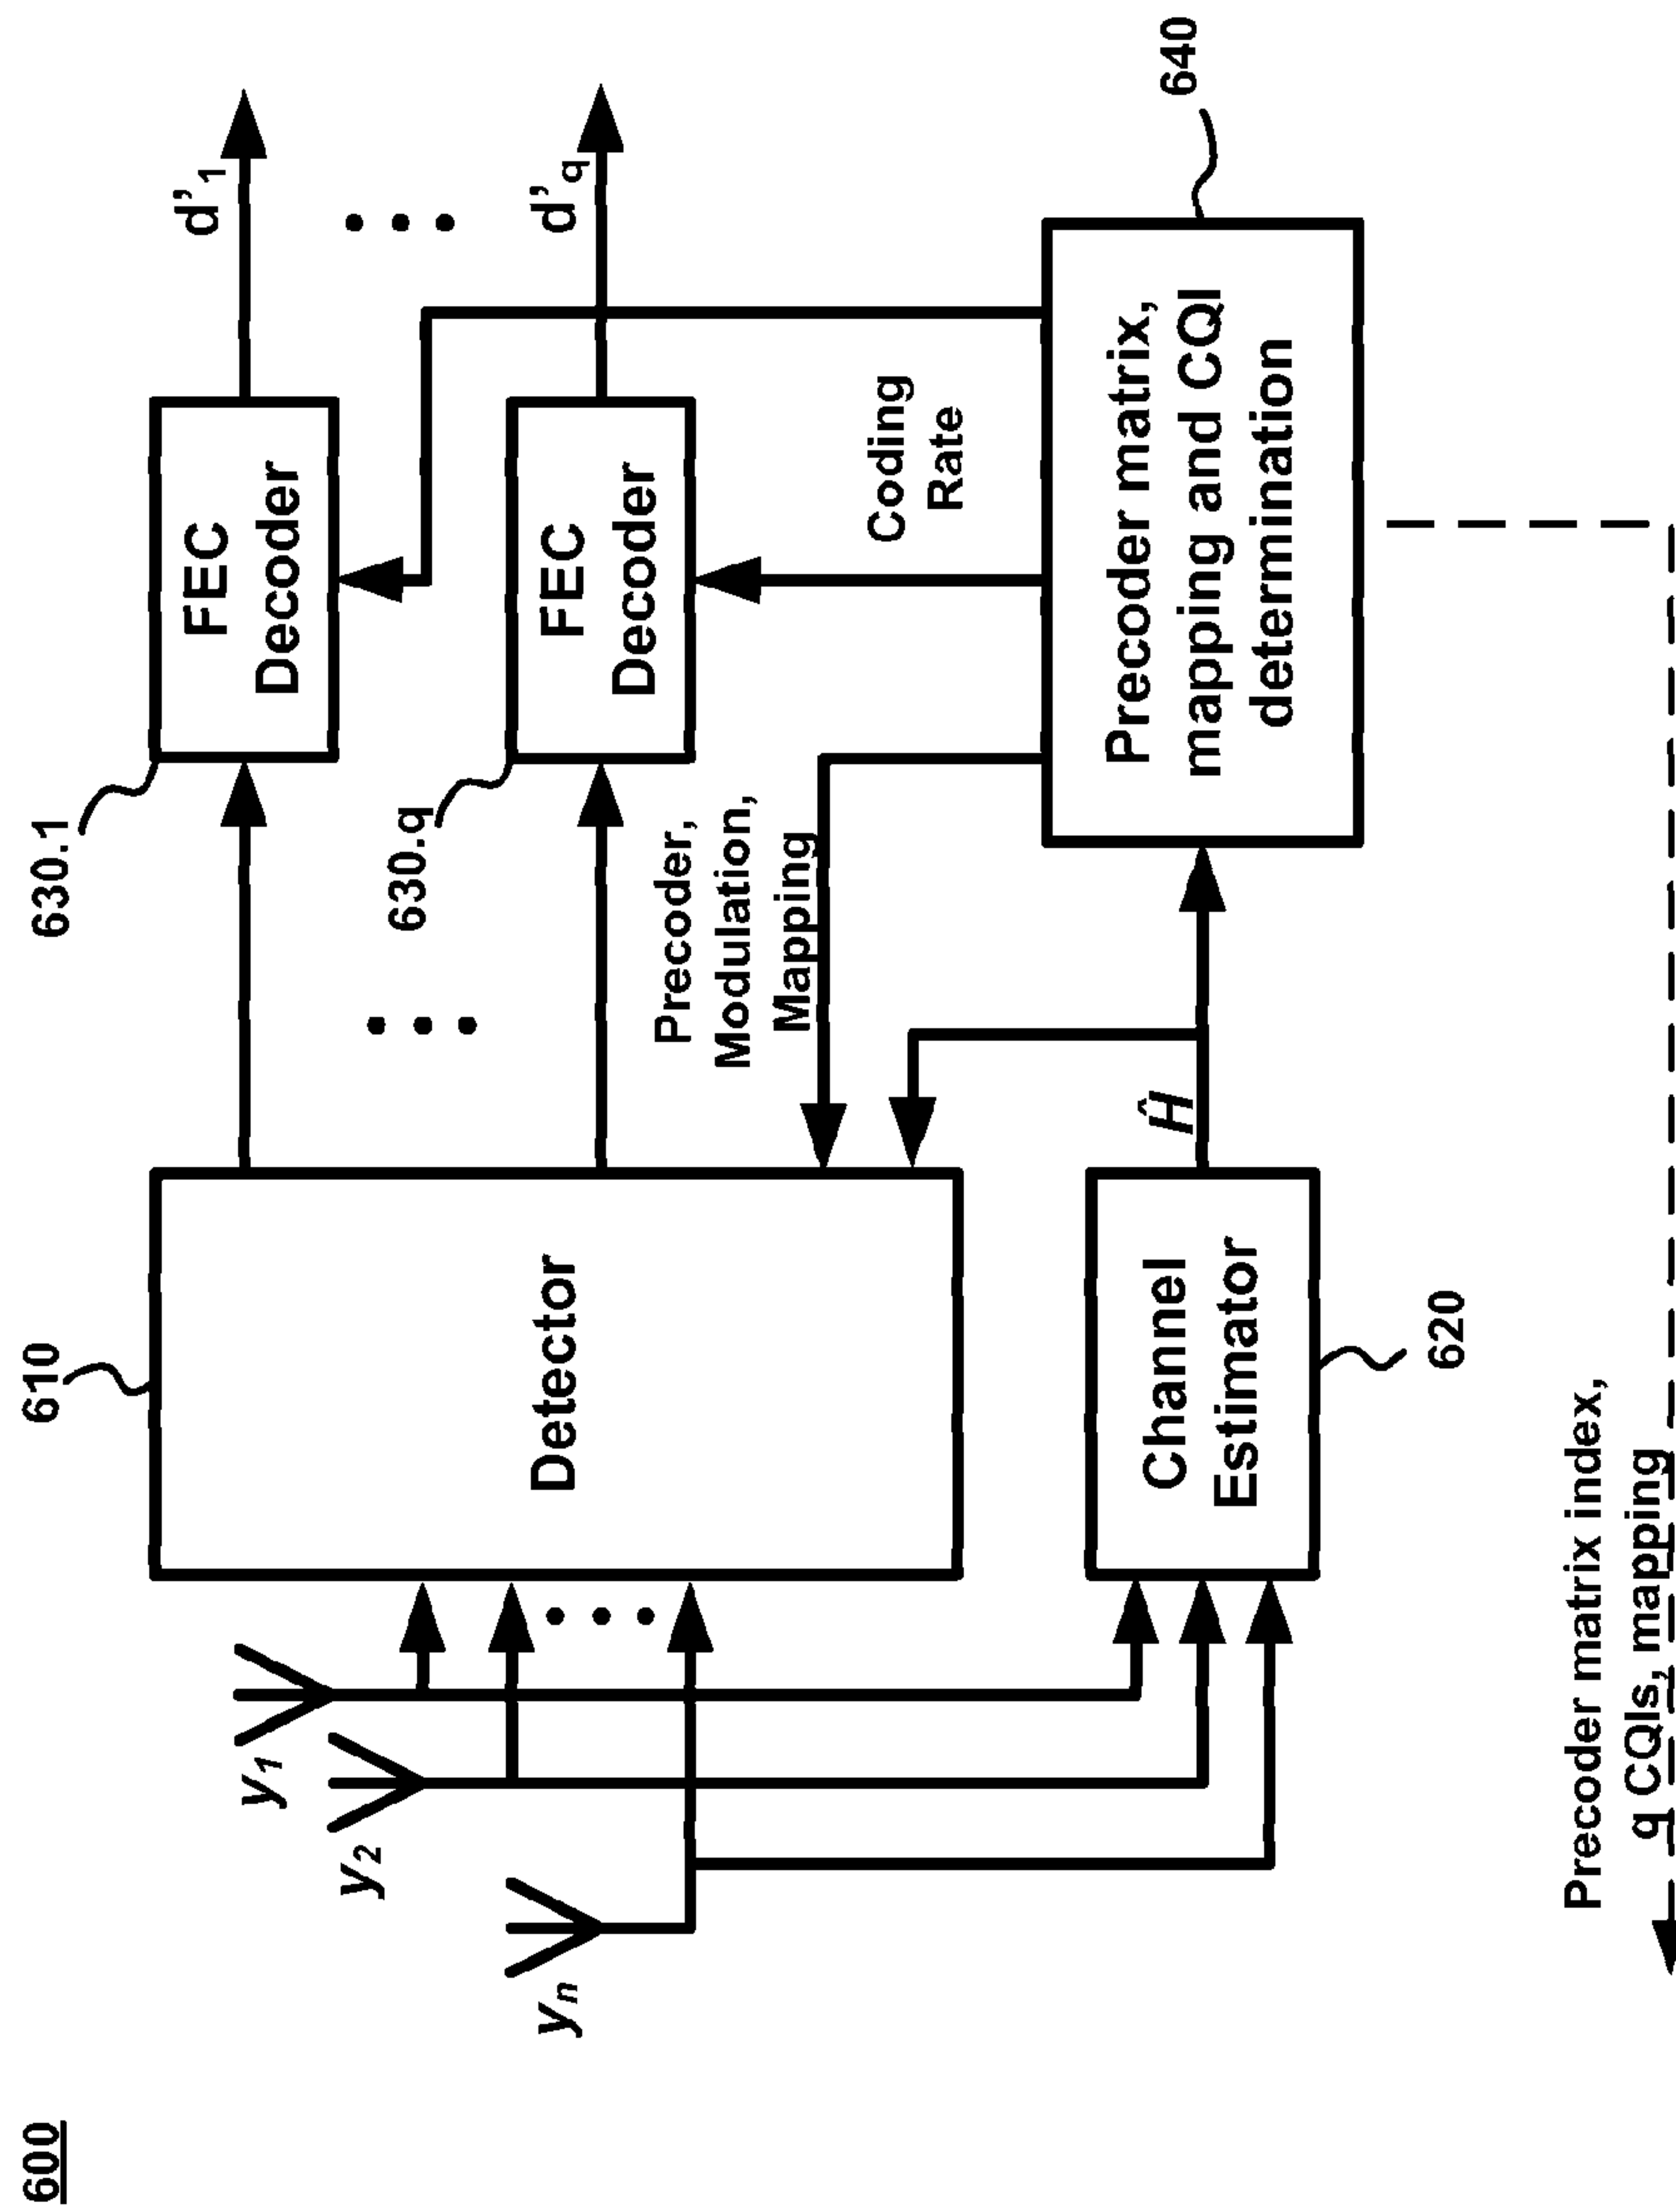 600
610
630.1
630.q
y1
y2
yn
Detector
FEC
Decoder
d’1
FEC
Decoder
d’q
Precoder,
Modulation,
Mapping
Coding
Rate
Channel
Estimator
Ĥ
620
Precoder matrix,
mapping and CQI
determination
640
Precoder matrix index,
q CQIs, mapping